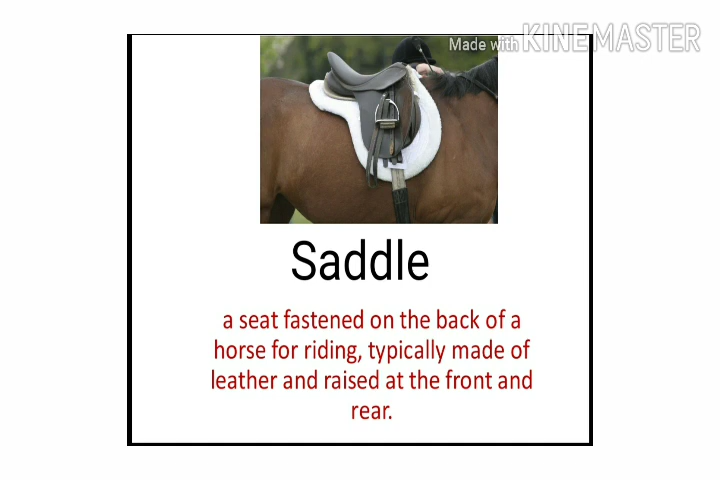 Made with KINEMASTER
Saddle
a seat fastened on the back of a
horse for riding, typically made of
leather and raised at the front and
rear.